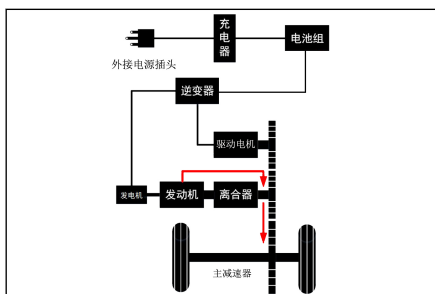 充电器
电池组
外接电源插头
逆变器
驱动电机
发电机
发动机
离合器
主减速器